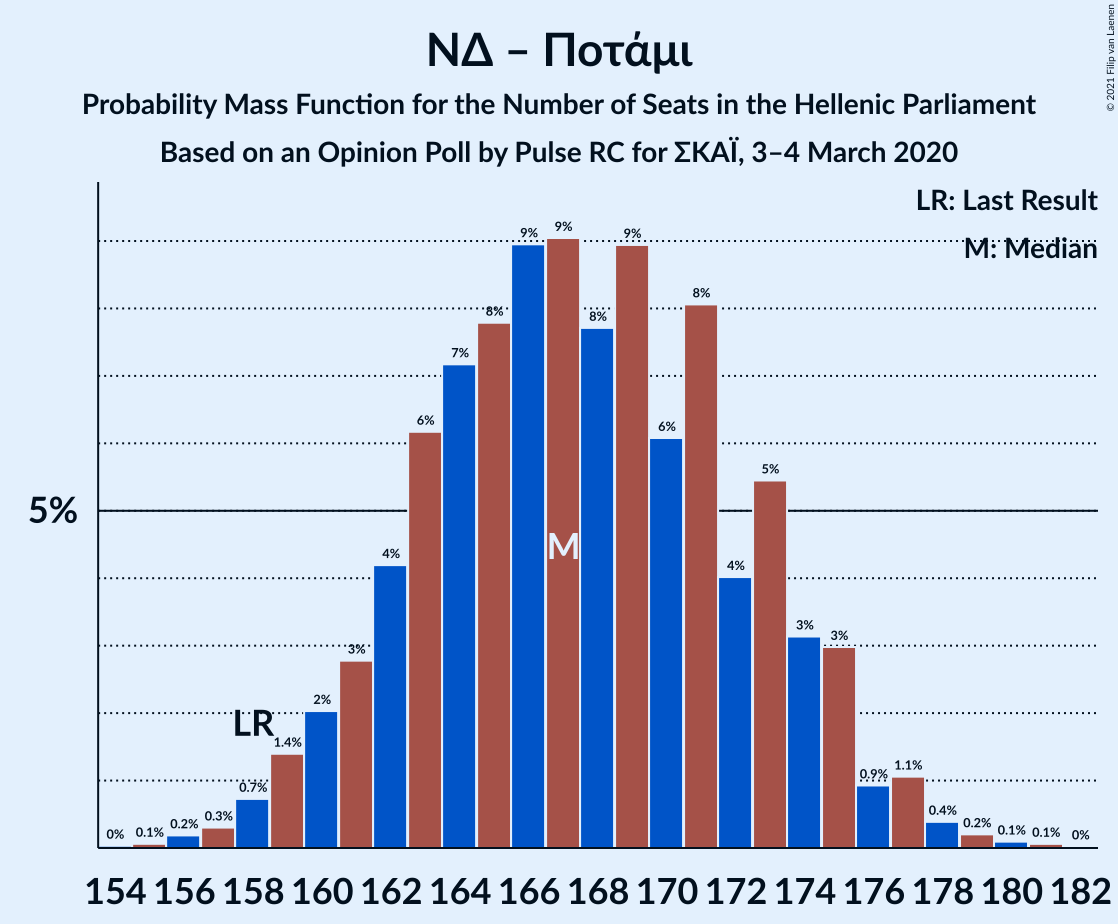 ΝΔ – Ποτάμι
Probability Mass Function for the Number of Seats in the Hellenic Parliament
Based on an Opinion Poll by Pulse RC for ΣΚΑΪ, 3–4 March 2020
© 2021 Filip van Laenen
LR: Last Result
M: Median
5%
0% 0.1% 0.2% 0.3% 0.7% 1.4% 2% 3% 4% 6% 7% 8% 9% 9% 8% 9% 6% 8% 4% 5% 3% 3% 0.9% 1.1% 0.4% 0.2% 0.1% 0.1% 0%
LR
M
154 156 158 160 162 164 166 168 170 172 174 176 178 180 182